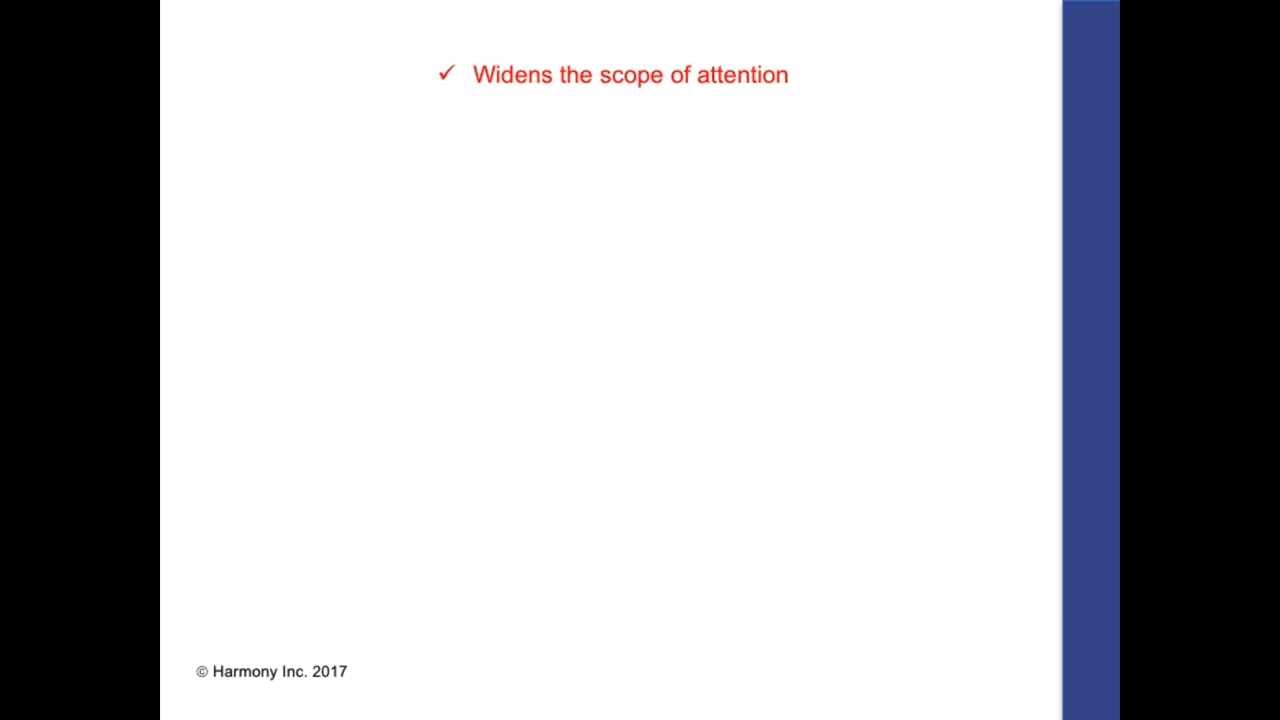 ✓ Widens the scope of attention
© Harmony Inc. 2017